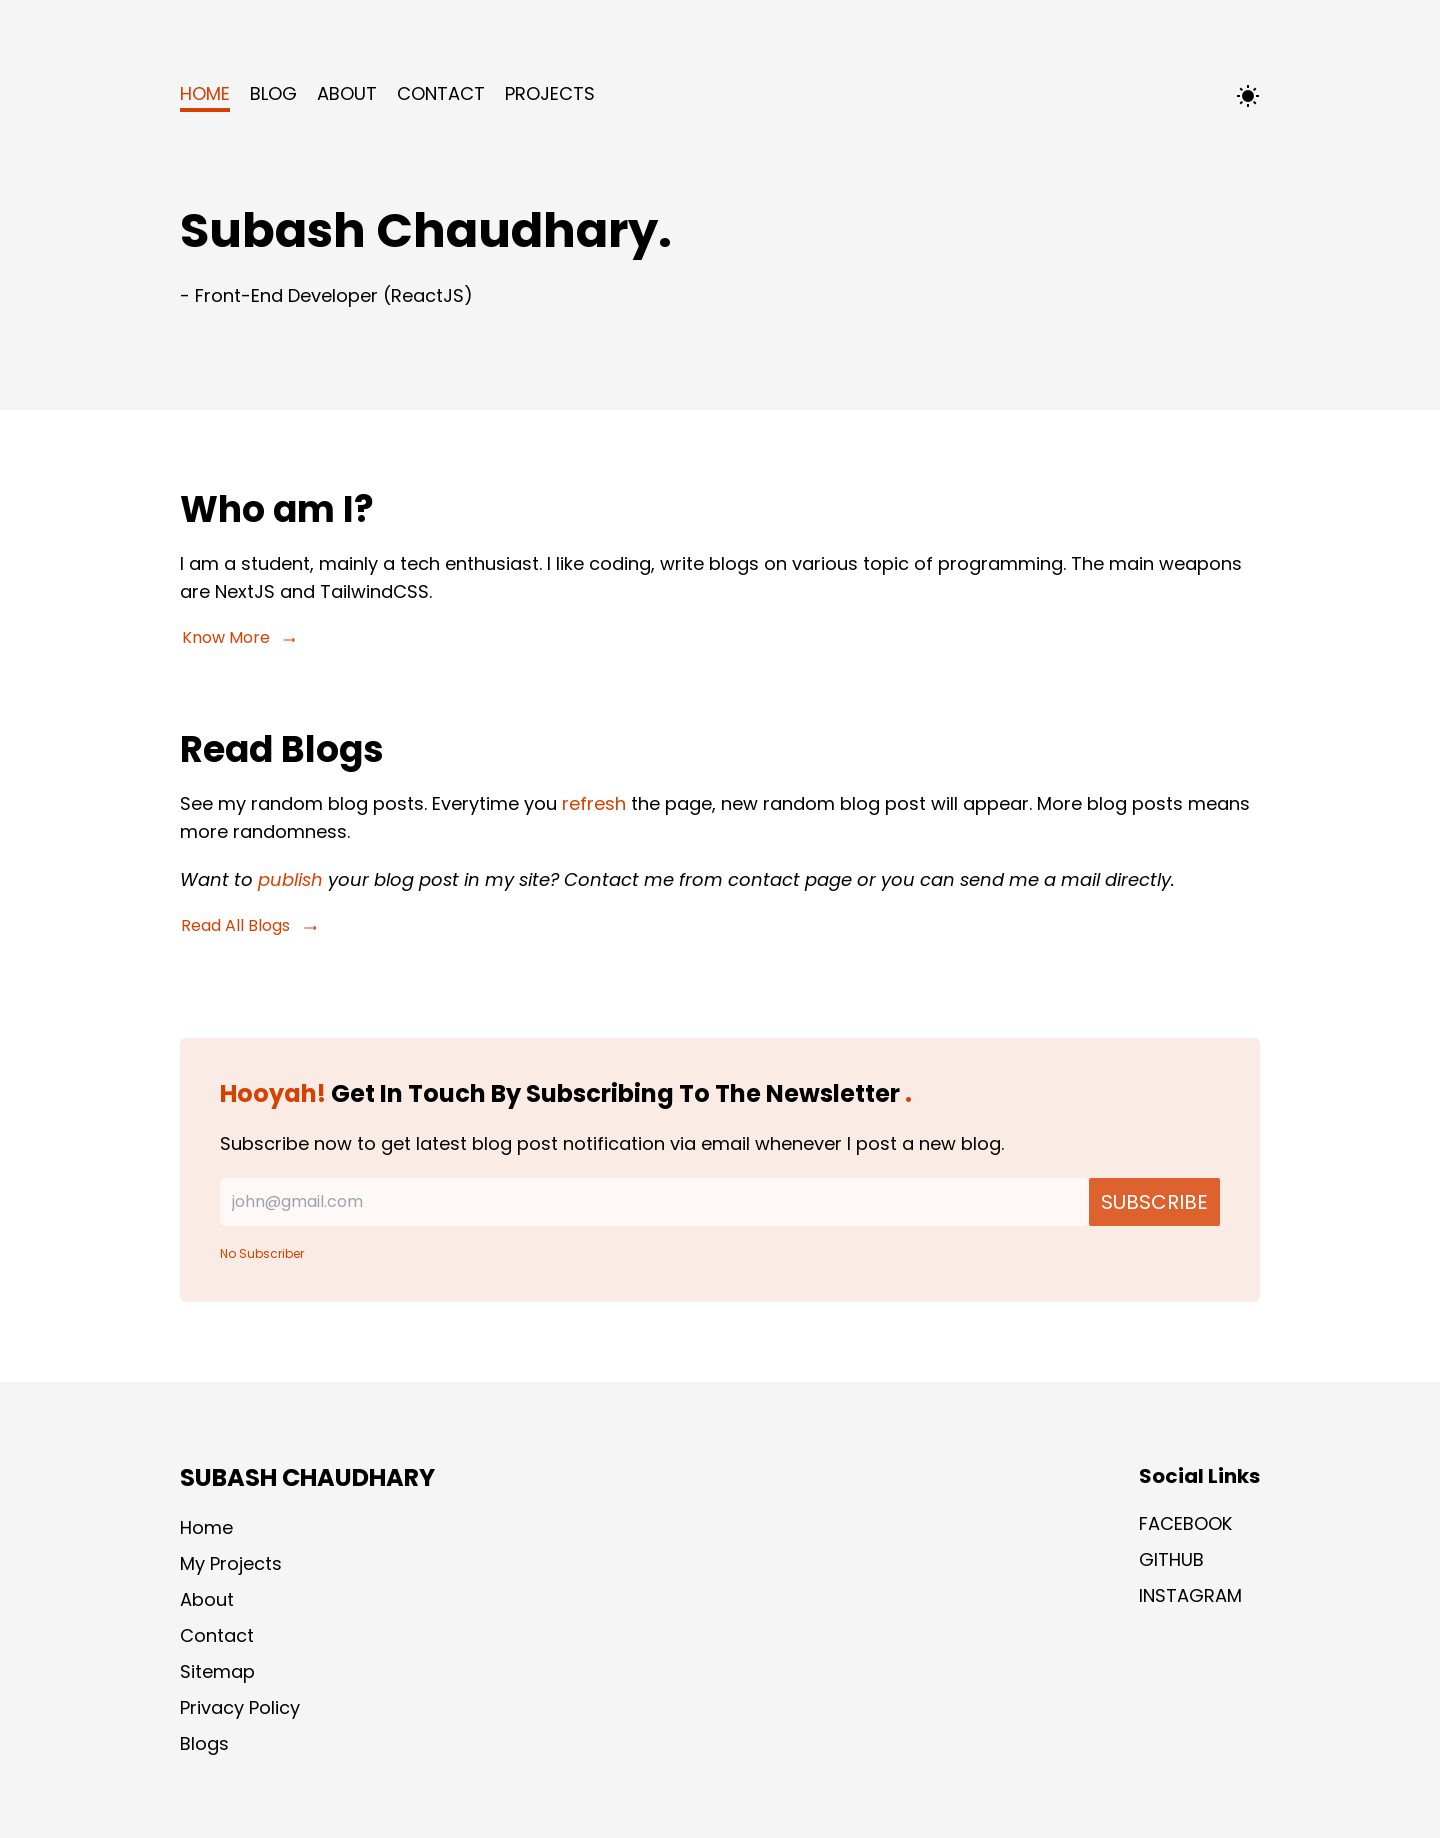 HOME BLOG ABOUT CONTACT PROJECTS
Subash Chaudhary.
- Front-End Developer (ReactJS)
Who am I?
I am a student, mainly a tech enthusiast. I like coding, write blogs on various topic of programming. The main weapons
are NextJS and TailwindCSS.
Know More →
Read Blogs
See my random blog posts. Everytime you refresh the page, new random blog post will appear. More blog posts means
more randomness.
Want to publish your blog post in my site? Contact me from contact page or you can send me a mail directly.
Read All Blogs →
Hooyah! Get In Touch By Subscribing To The Newsletter .
Subscribe now to get latest blog post notification via email whenever I post a new blog.
john@gmail.com SUBSCRIBE
No Subscriber
SUBASH CHAUDHARY
Home
My Projects
About
Contact
Sitemap
Privacy Policy
Blogs
Social Links
FACEBOOK
GITHUB
INSTAGRAM